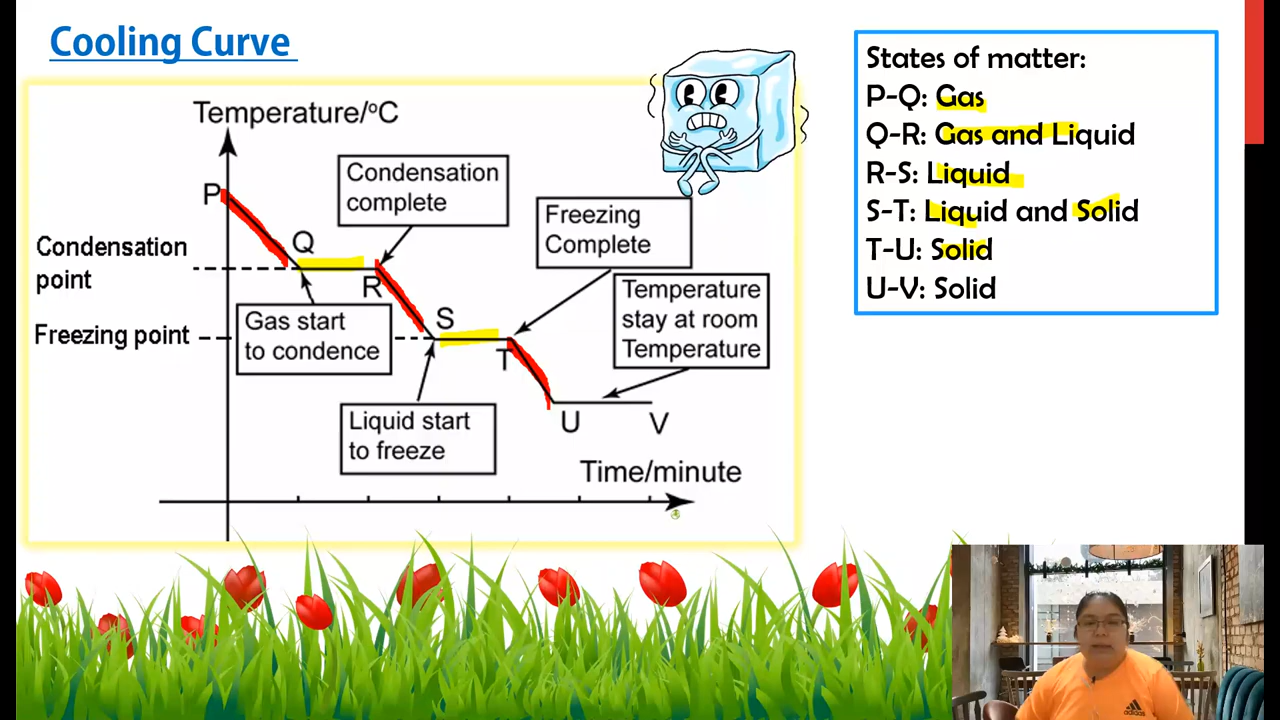 Cooling Curve
Temperature/ºC
P
Condensation
complete
Freezing
Complete
Condensation
point
Q
R
Temperature
stay at room
Temperature
Gas start
to condence
Freezing point
S
T
Liquid start
to freeze
U
V
Time/minute
States of matter:
P-Q: Gas
Q-R: Gas and Liquid
R-S: Liquid
S-T: Liquid and Solid
T-U: Solid
U-V: Solid
adidas